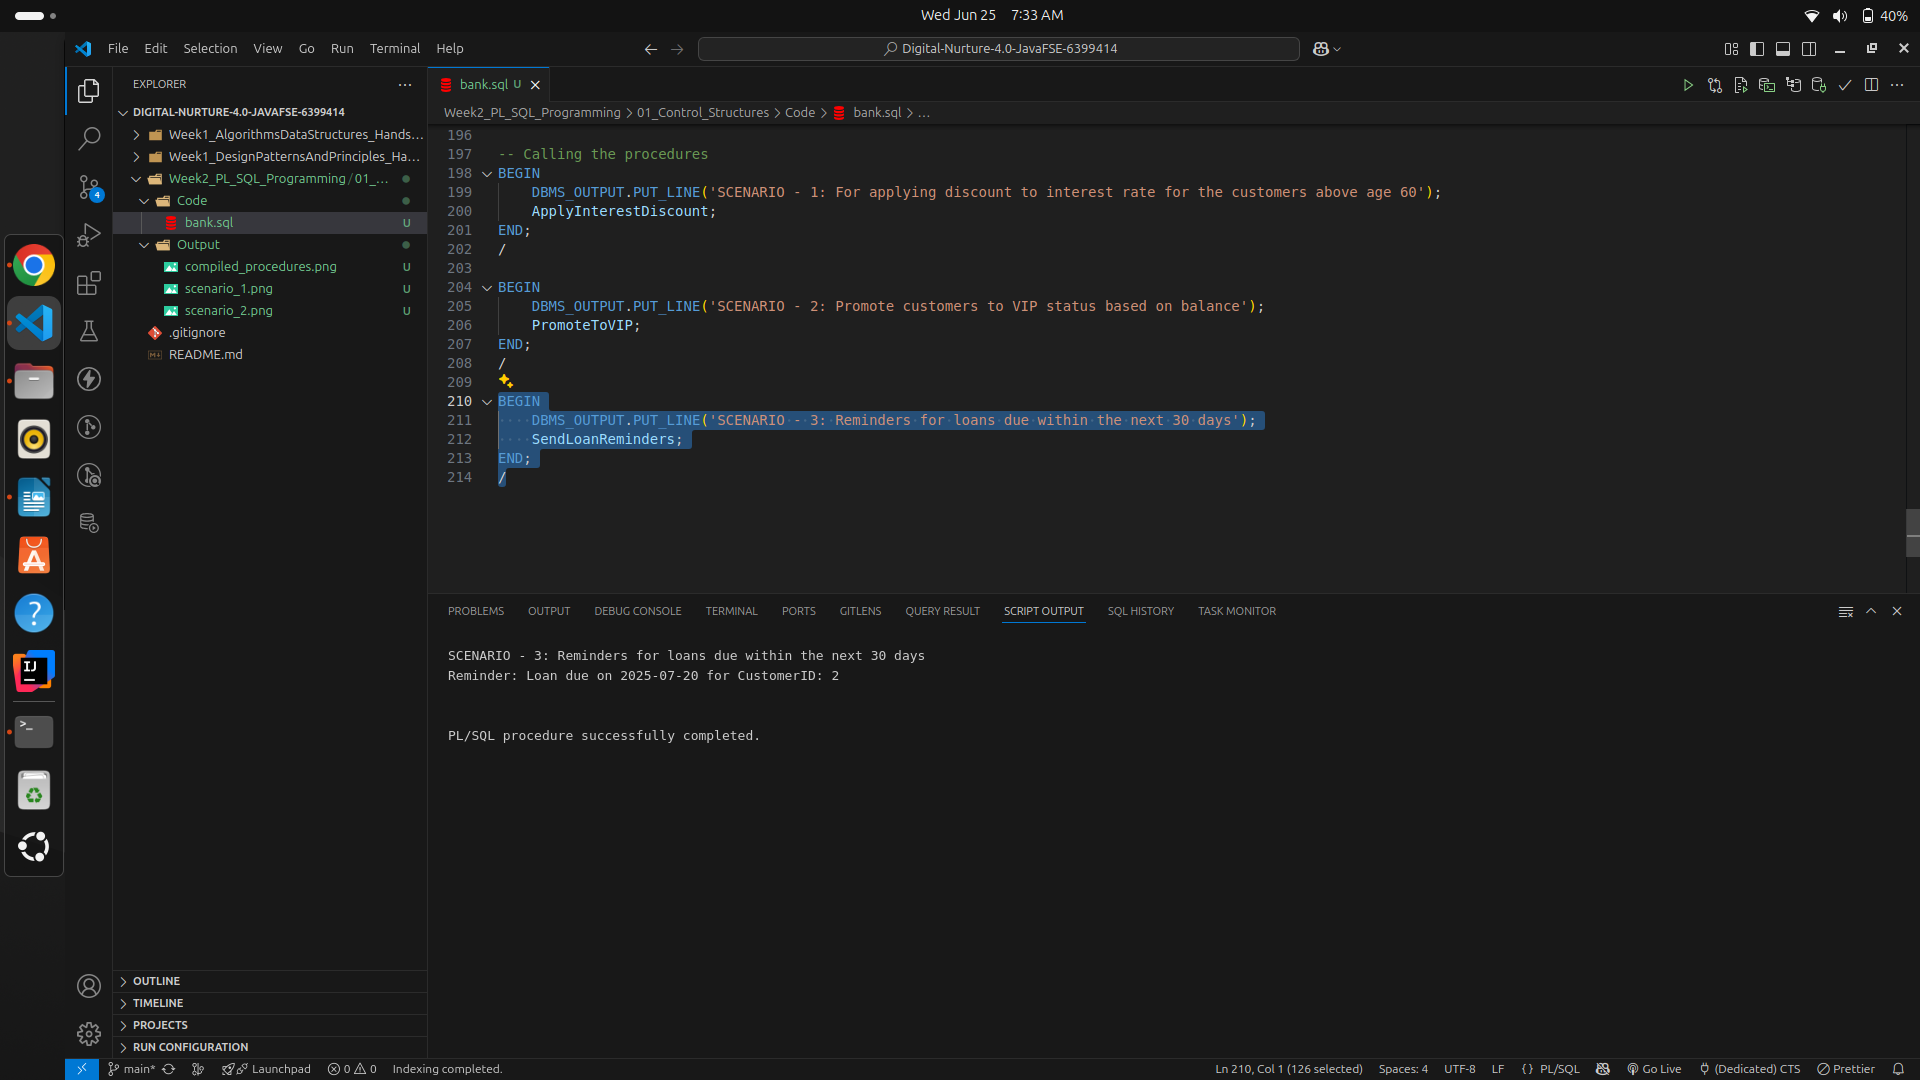 Wed Jun 25 7:33 AM
40%
File Edit Selection View Go Run Terminal Help
Digital-Nurture-4.0-JavaFSE-6399414
EXPLORER
DIGITAL-NURTURE-4.0-JAVAFSE-6399414
Week1_AlgorithmsDataStructures_Hands...
Week1_DesignPatternsAndPrinciples_Ha...
Week2_PL_SQL_Programming/01_...
Code
bank.sql U
Output
compiled_procedures.png U
scenario_1.png U
scenario_2.png U
.gitignore
README.md
4
OUTLINE
TIMELINE
PROJECTS
RUN CONFIGURATION
bank.sql U
Week2_PL_SQL_Programming > 01_Control_Structures > Code > bank.sql > ...
196
197 -- Calling the procedures
198 BEGIN
199 DBMS_OUTPUT.PUT_LINE('SCENARIO - 1: For applying discount to interest rate for the customers above age 60');
200 ApplyInterestDiscount;
201 END;
202 /
203
204 BEGIN
205 DBMS_OUTPUT.PUT_LINE('SCENARIO - 2: Promote customers to VIP status based on balance');
206 PromoteToVIP;
207 END;
208 /
209
210 BEGIN
211 DBMS_OUTPUT.PUT_LINE('SCENARIO - 3: Reminders for loans due within the next 30 days');
212 SendLoanReminders;
213 END;
214 /
PROBLEMS OUTPUT DEBUG CONSOLE TERMINAL PORTS GITLENS QUERY RESULT SCRIPT OUTPUT SQL HISTORY TASK MONITOR
SCENARIO - 3: Reminders for loans due within the next 30 days
Reminder: Loan due on 2025-07-20 for CustomerID: 2
PL/SQL procedure successfully completed.
main* Launchpad 0 0 Indexing completed.
Ln 210, Col 1 (126 selected) Spaces: 4 UTF-8 LF {} PL/SQL Go Live (Dedicated) CTS Prettier